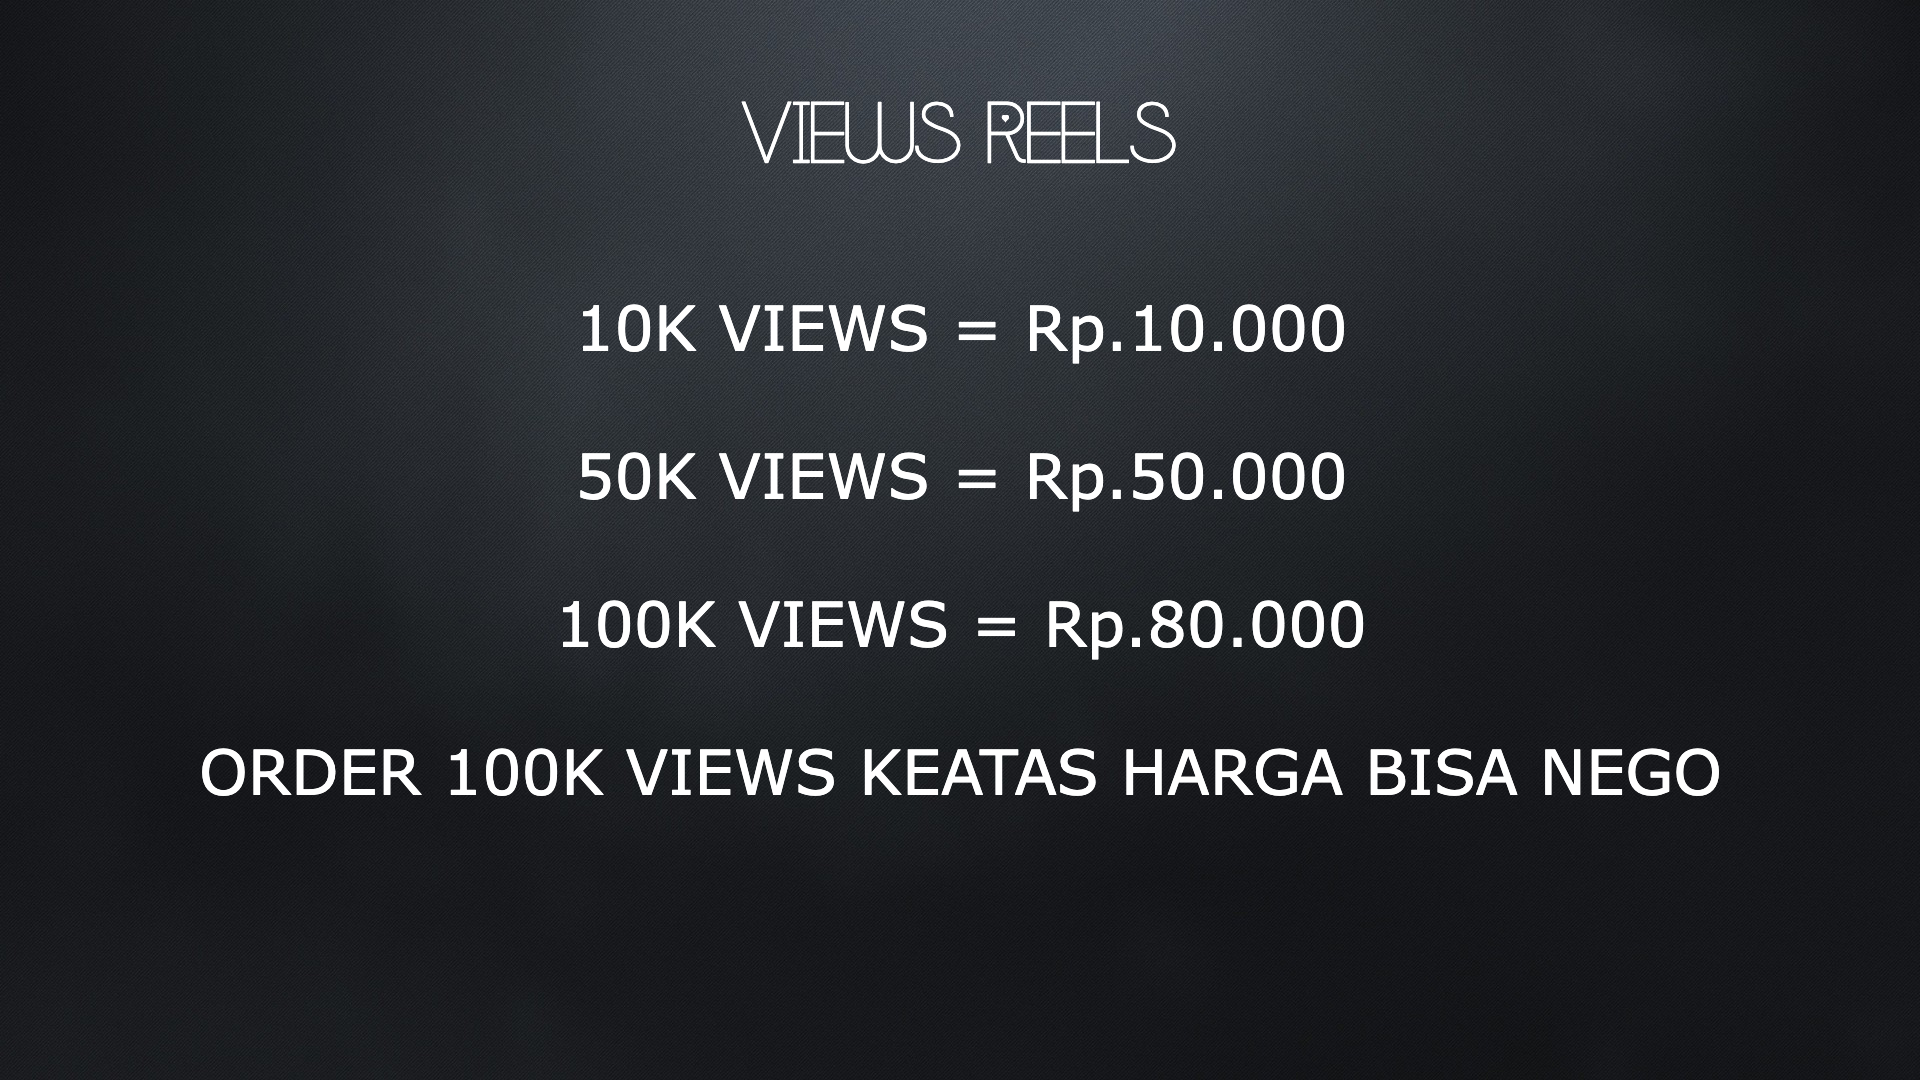 VIEWS REELS
10K VIEWS = Rp.10.000
50K VIEWS = Rp.50.000
100K VIEWS = Rp.80.000
ORDER 100K VIEWS KEATAS HARGA BISA NEGO